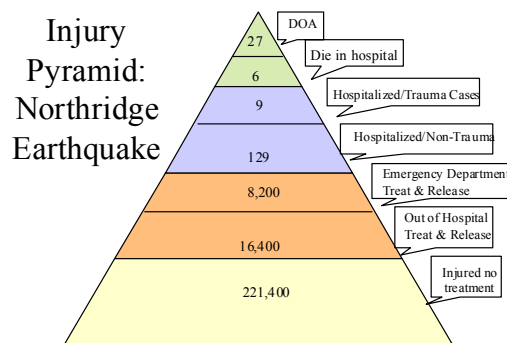 Injury
Pyramid:
Northridge
Earthquake
27
DOA
6
Die in hospital
9
Hospitalized/Trauma Cases
129
Hospitalized/Non-Trauma
8,200
Emergency Department
Treat & Release
16,400
Out of Hospital
Treat & Release
221,400
Injured no
treatment